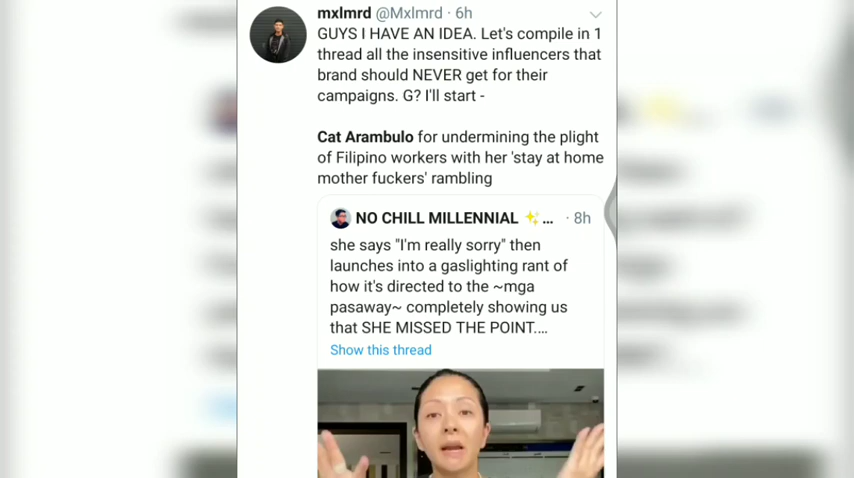 mxlmrd @Mxlmrd · 6h
GUYS I HAVE AN IDEA. Let's compile in 1
thread all the insensitive influencers that
brand should NEVER get for their
campaigns. G? I'll start -
Cat Arambulo for undermining the plight
of Filipino workers with her 'stay at home
mother fuckers' rambling
NO CHILL MILLENNIAL ✨... · 8h
she says "I'm really sorry" then
launches into a gaslighting rant of
how it's directed to the ~mga
pasaway~ completely showing us
that SHE MISSED THE POINT....
Show this thread